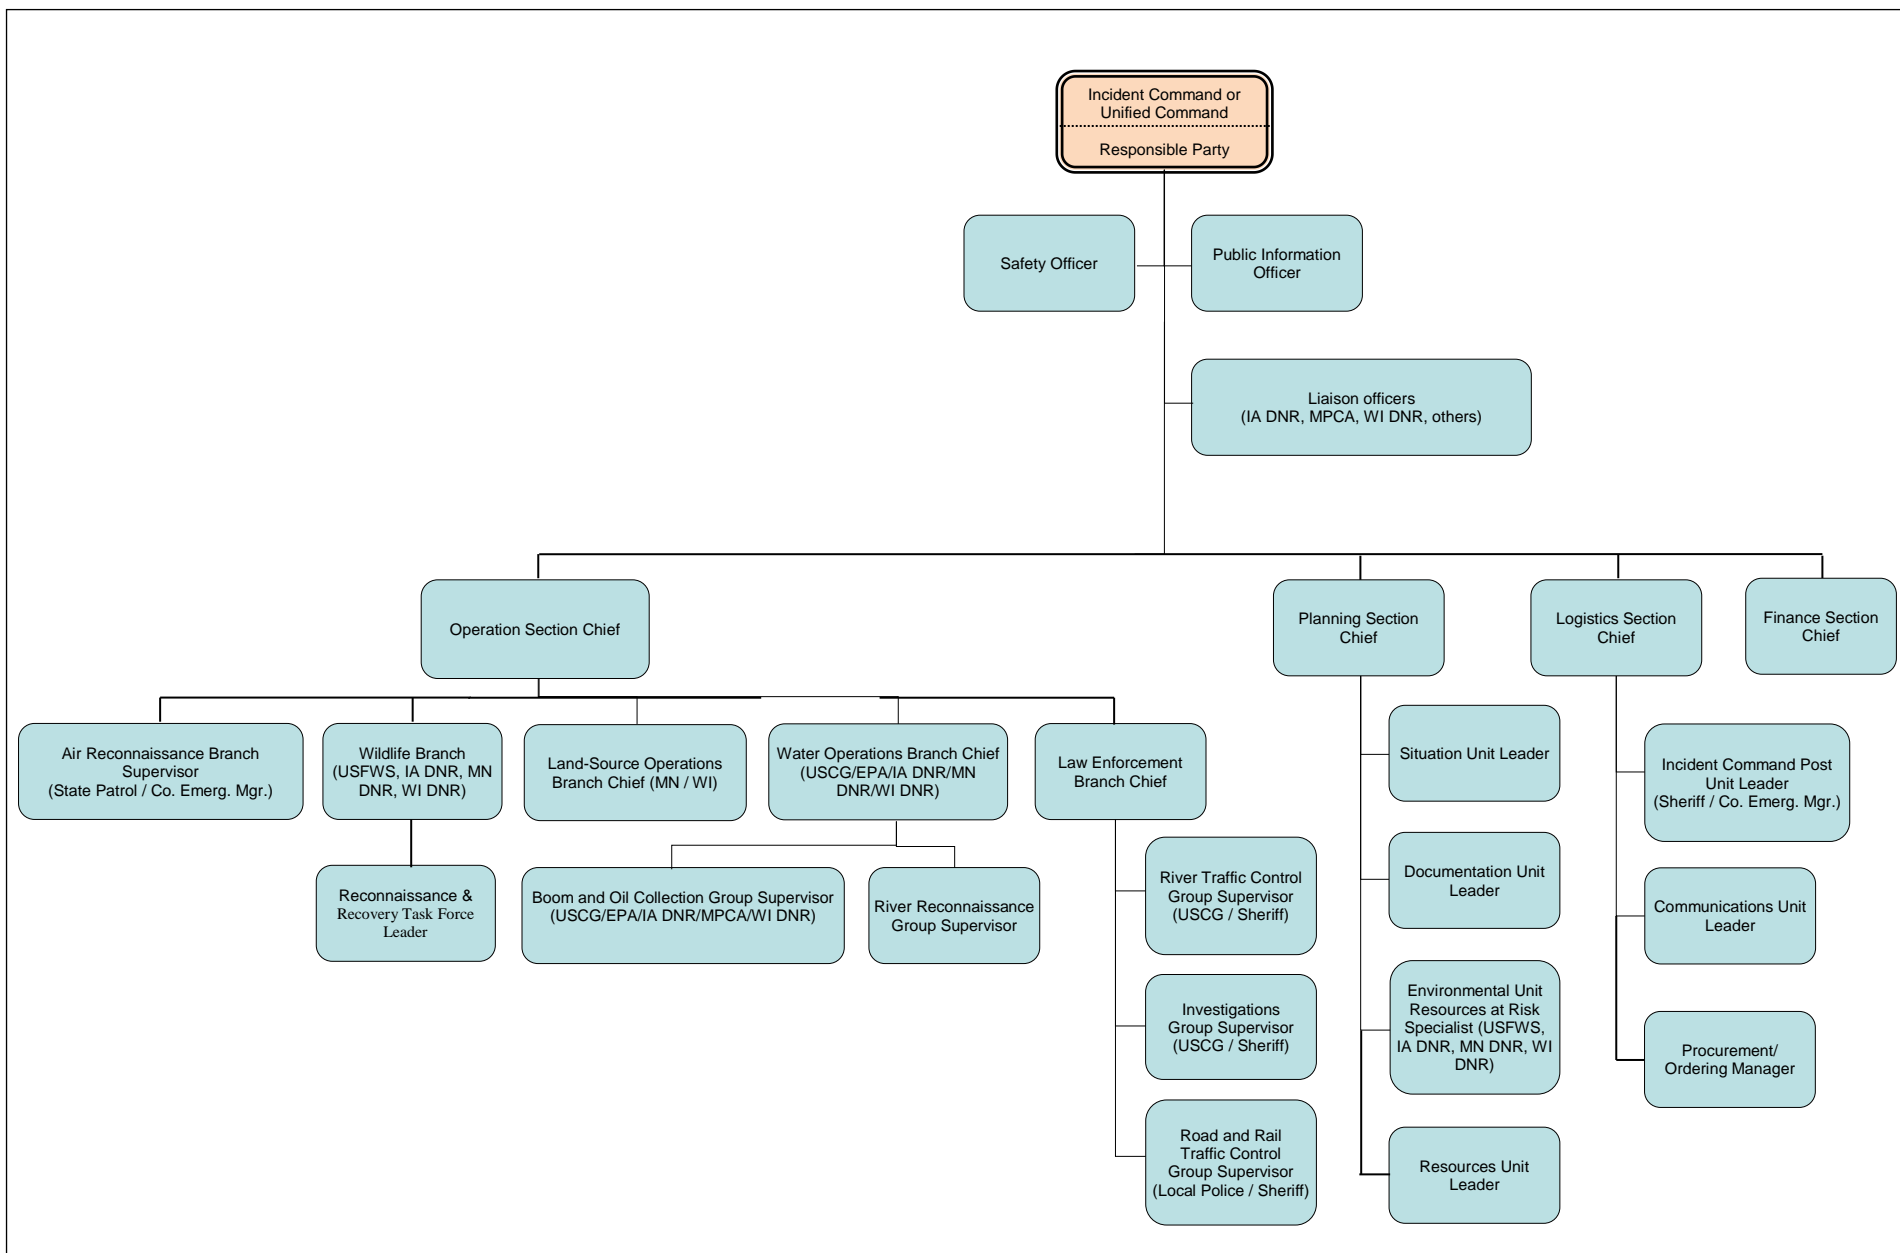 Incident Command or
Unified Command
Responsible Party
Safety Officer
Public Information
Officer
Liaison officers
(IA DNR, MPCA, WI DNR, others)
Operation Section Chief
Planning Section
Chief
Logistics Section
Chief
Finance Section
Chief
Air Reconnaissance Branch
Supervisor
(State Patrol / Co. Emerg. Mgr.)
Wildlife Branch
(USFWS, IA DNR, MN
DNR, WI DNR)
Land-Source Operations
Branch Chief (MN / WI)
Water Operations Branch Chief
(USCG/EPA/IA DNR/MN
DNR/WI DNR)
Law Enforcement
Branch Chief
Reconnaissance &
Recovery Task Force
Leader
Boom and Oil Collection Group Supervisor
(USCG/EPA/IA DNR/MPCA/WI DNR)
River Reconnaissance
Group Supervisor
River Traffic Control
Group Supervisor
(USCG / Sheriff)
Investigations
Group Supervisor
(USCG / Sheriff)
Road and Rail
Traffic Control
Group Supervisor
(Local Police / Sheriff)
Situation Unit Leader
Documentation Unit
Leader
Environmental Unit
Resources at Risk
Specialist (USFWS,
IA DNR, MN DNR, WI
DNR)
Resources Unit
Leader
Incident Command Post
Unit Leader
(Sheriff / Co. Emerg. Mgr.)
Communications Unit
Leader
Procurement/
Ordering Manager